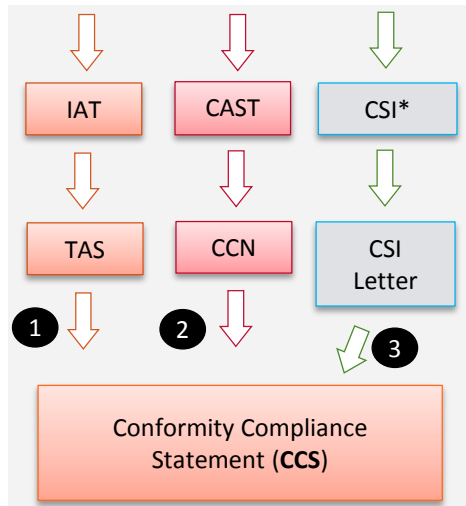 IAT
CAST
CSI*
TAS
CCN
CSI
Letter
1
2
3
Conformity Compliance
Statement (CCS)